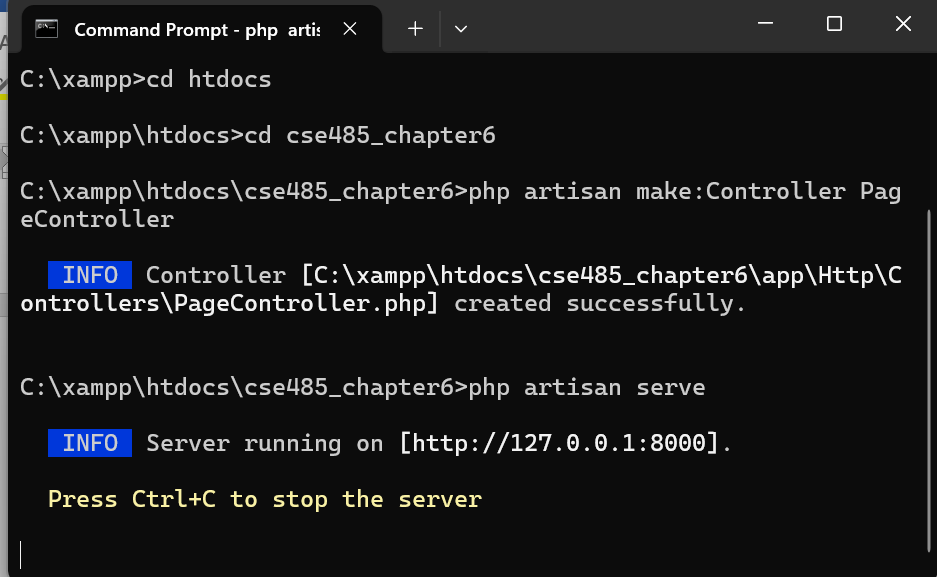 Command Prompt - php artis
C:\xampp>cd htdocs
C:\xampp\htdocs>cd cse485_chapter6
C:\xampp\htdocs\cse485_chapter6>php artisan make:Controller Pag
eController
INFO Controller [C:\xampp\htdocs\cse485_chapter6\app\Http\C
ontrollers\PageController.php] created successfully.
C:\xampp\htdocs\cse485_chapter6>php artisan serve
INFO Server running on [http://127.0.0.1:8000].
Press Ctrl+C to stop the server